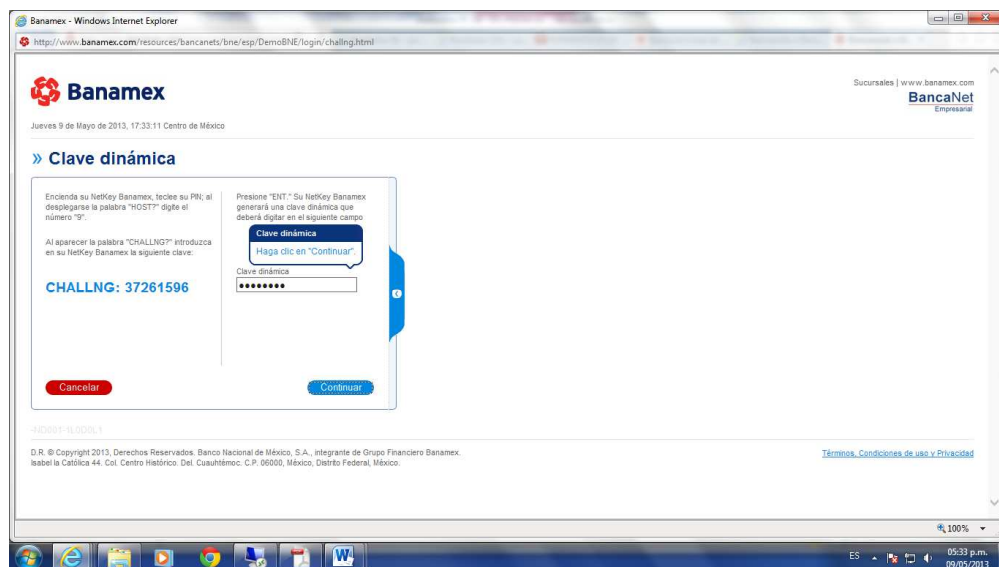 Banamex - Windows Internet Explorer
http://www.banamex.com/resources/bancanets/bne/esp/DemoBNE/login/challng.html
Banamex
Sucursales | www.banamex.com
BancaNet
Empresarial
Jueves 9 de Mayo de 2013, 17:33:11 Centro de México
» Clave dinámica
Encienda su NetKey Banamex, teclee su PIN; al
desplegarse la palabra "HOST?" digite el
número "9".
Al aparecer la palabra "CHALLNG?" introduzca
en su NetKey Banamex la siguiente clave:
CHALLNG: 37261596
Presione "ENT." Su NetKey Banamex
generará una clave dinámica que
deberá digitar en el siguiente campo
Clave dinámica
Haga clic en "Continuar".
Clave dinámica
••••••••
Cancelar
Continuar
D.R. © Copyright 2013, Derechos Reservados. Banco Nacional de México, S.A., integrante de Grupo Financiero Banamex.
Isabel la Católica 44. Col. Centro Histórico. Del. Cuauhtémoc. C.P. 06000, México, Distrito Federal, México.
Términos, Condiciones de uso y Privacidad
100%
ES
05:33 p.m.
09/05/2013